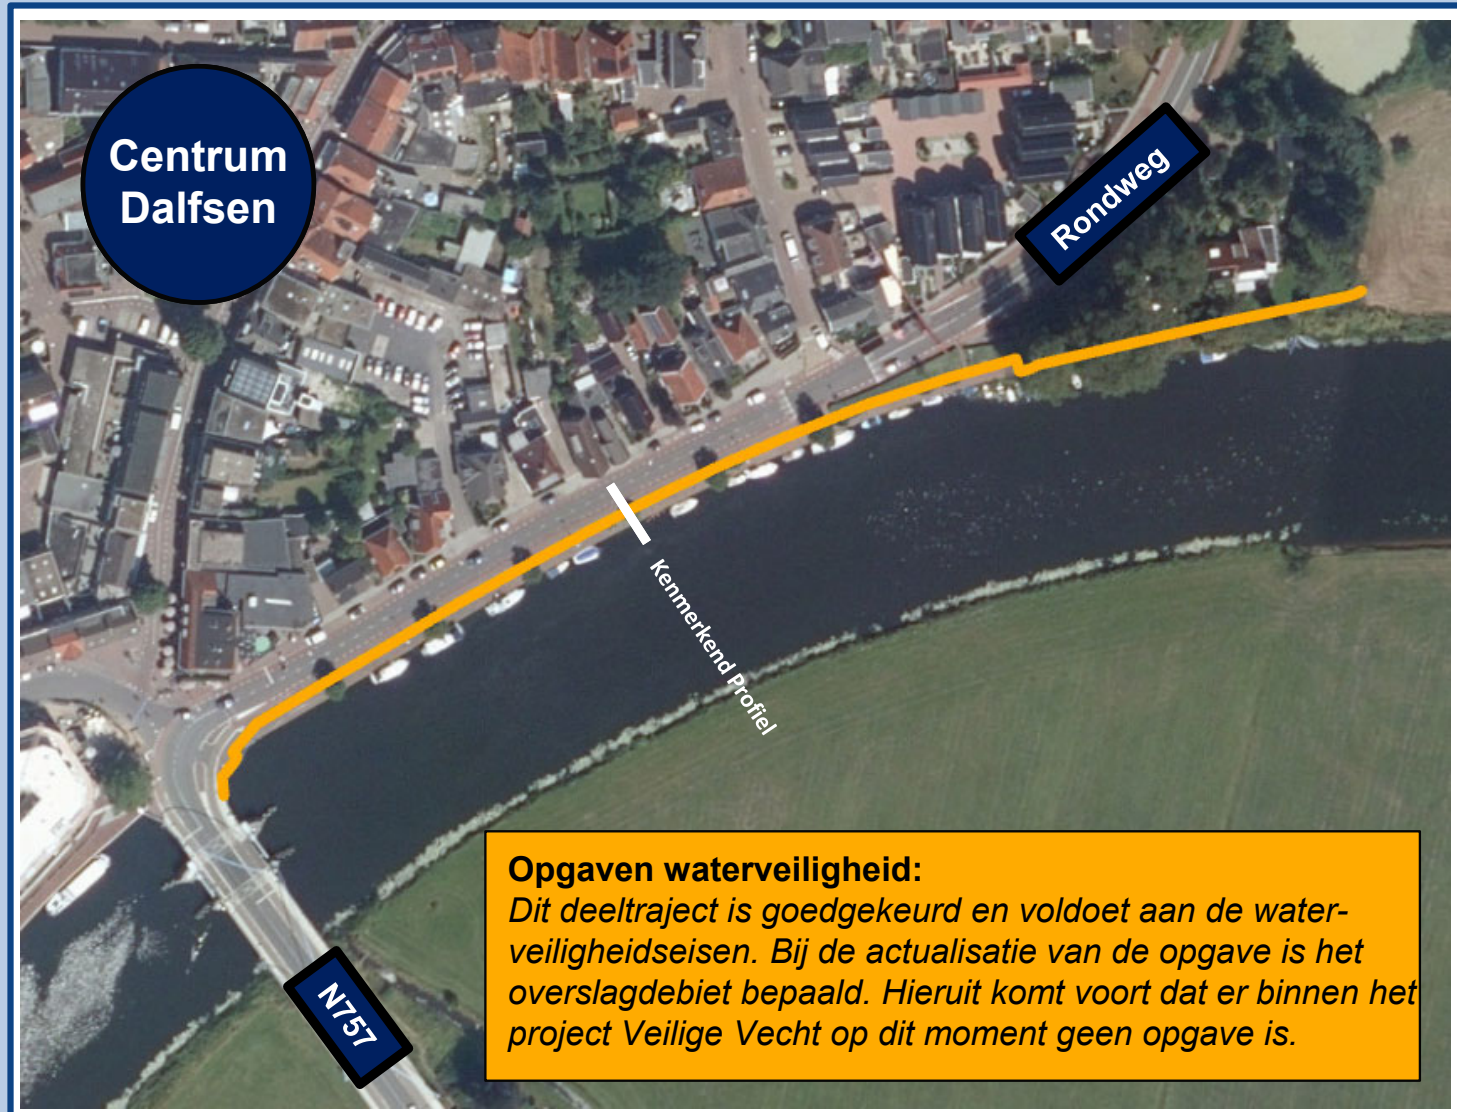 Centrum
Dalfsen
Rondweg
Kenmerkend Profiel
Opgaven waterveiligheid:
Dit deeltraject is goedgekeurd en voldoet aan de water-
veiligheidseisen. Bij de actualisatie van de opgave is het
overslagdebiet bepaald. Hieruit komt voort dat er binnen het
project Veilige Vecht op dit moment geen opgave is.
N757